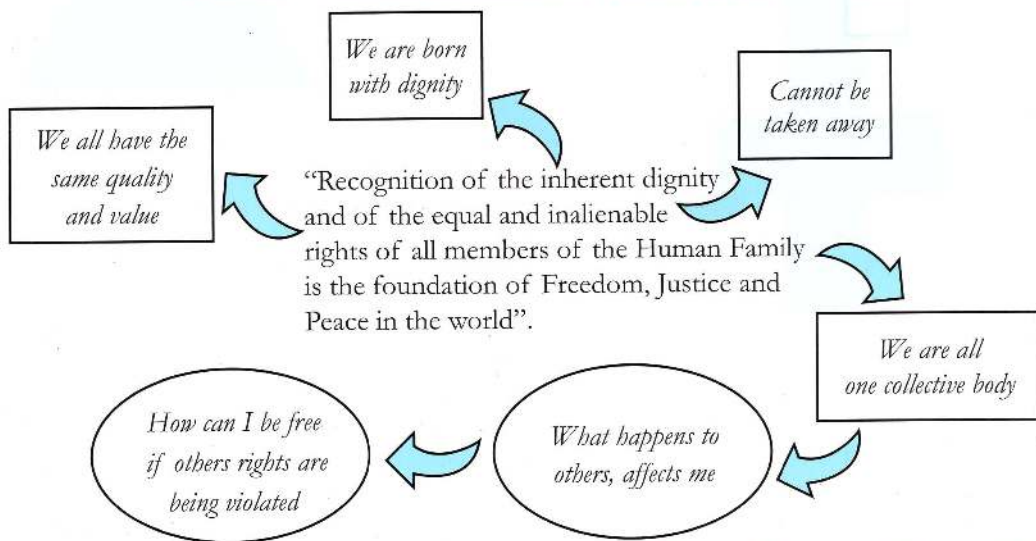 We are born
with dignity
Cannot be
taken away
We all have the
same quality
and value
“Recognition of the inherent dignity
and of the equal and inalienable
rights of all members of the Human Family
is the foundation of Freedom, Justice and
Peace in the world”.
We are all
one collective body
What happens to
others, affects me
How can I be free
if others rights are
being violated